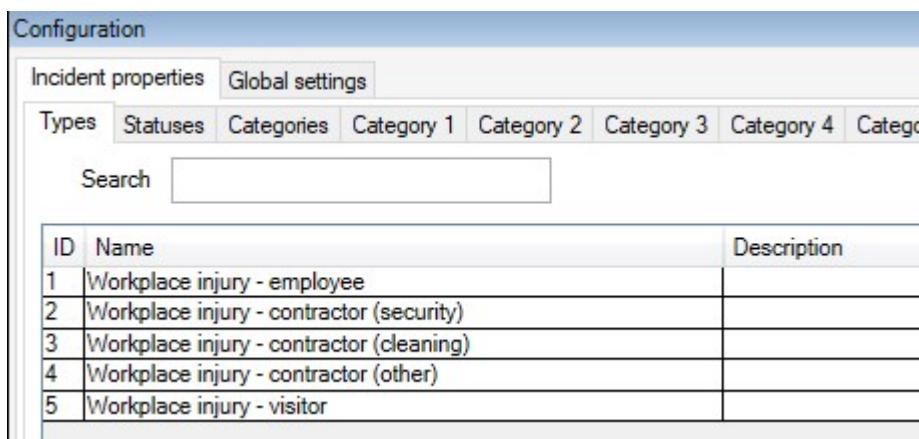 Configuration
Incident properties Global settings
Types Statuses Categories Category 1 Category 2 Category 3 Category 4
Search
ID Name Description
1 Workplace injury - employee
2 Workplace injury - contractor (security)
3 Workplace injury - contractor (cleaning)
4 Workplace injury - contractor (other)
5 Workplace injury - visitor